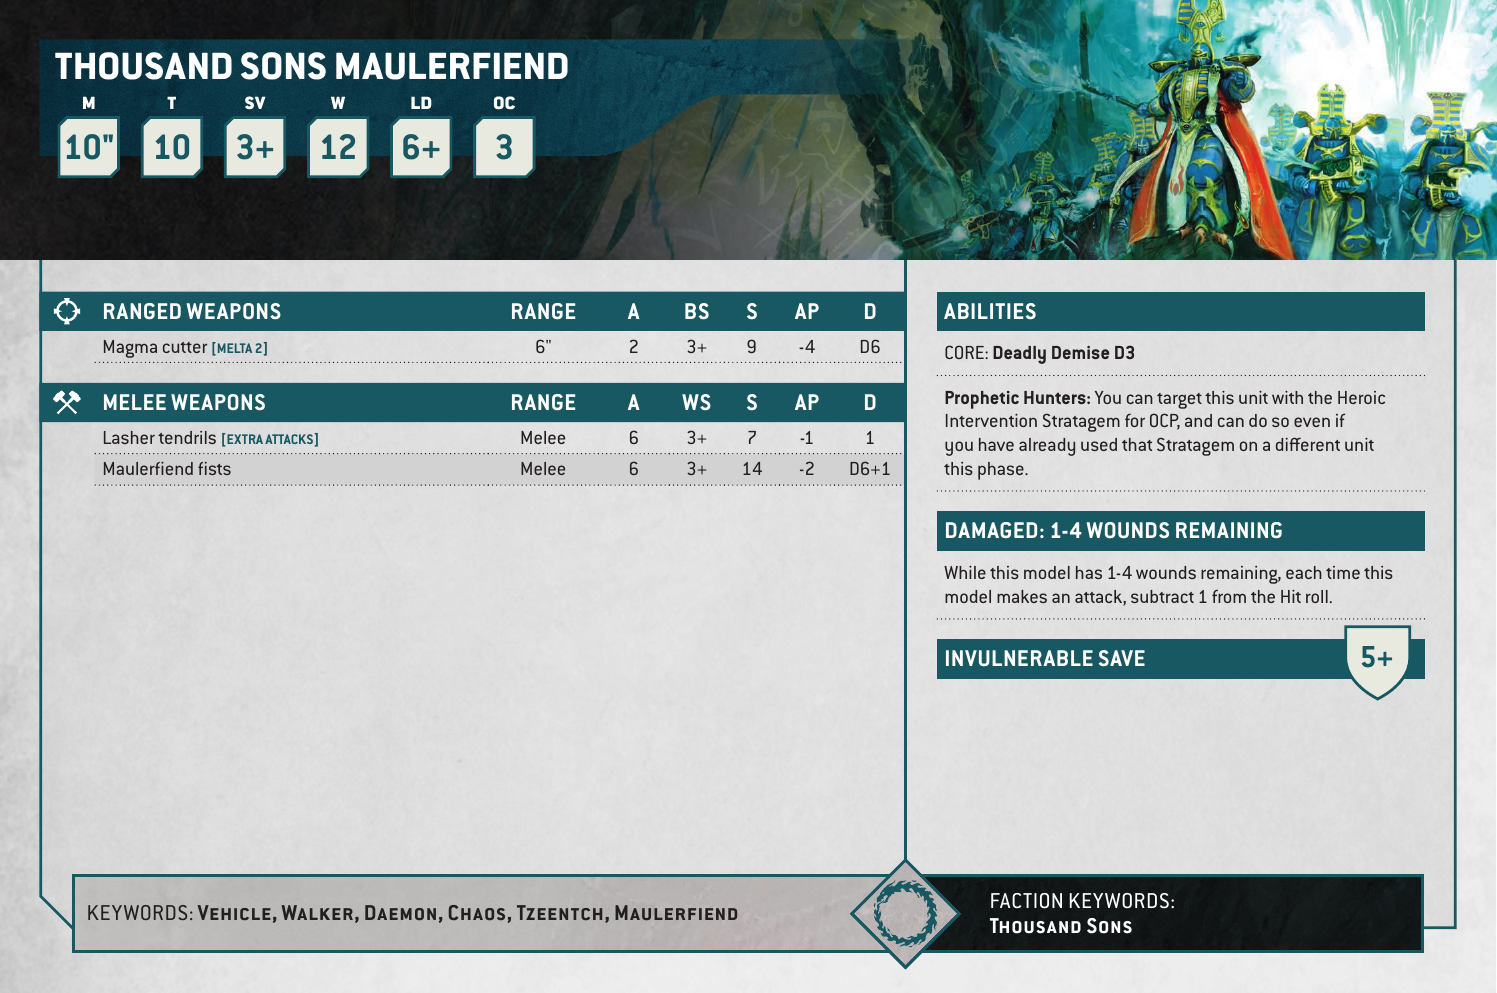 THOUSAND SONS MAULERFIEND
M T SV W LD OC
10" 10 3+ 12 6+ 3
RANGED WEAPONS RANGE A BS S AP D
Magma cutter [MELTA 2] 6" 2 3+ 9 -4 D6
MELEE WEAPONS RANGE A WS S AP D
Lasher tendrils [EXTRA ATTACKS] Melee 6 3+ 7 -1 1
Maulerfiend fists Melee 6 3+ 14 -2 D6+1
ABILITIES
CORE: Deadly Demise D3
Prophetic Hunters: You can target this unit with the Heroic
Intervention Stratagem for 0CP, and can do so even if
you have already used that Stratagem on a different unit
this phase.
DAMAGED: 1-4 WOUNDS REMAINING
While this model has 1-4 wounds remaining, each time this
model makes an attack, subtract 1 from the Hit roll.
INVULNERABLE SAVE 5+
KEYWORDS: VEHICLE, WALKER, DAEMON, CHAOS, TZEENTCH, MAULERFIEND
FACTION KEYWORDS:
THOUSAND SONS